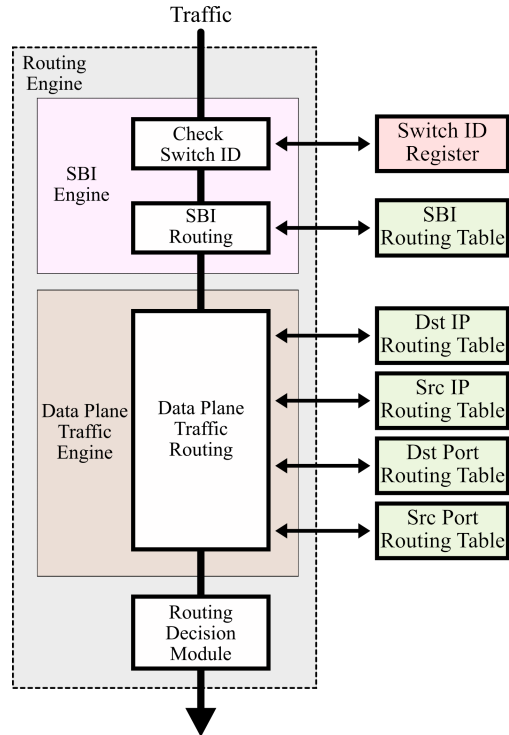 Traffic
Routing
Engine
Check
Switch ID
Switch ID
Register
SBI
Engine
SBI
Routing
SBI
Routing Table
Dst IP
Routing Table
Src IP
Routing Table
Data Plane
Traffic
Engine
Data Plane
Traffic
Routing
Dst Port
Routing Table
Src Port
Routing Table
Routing
Decision
Module